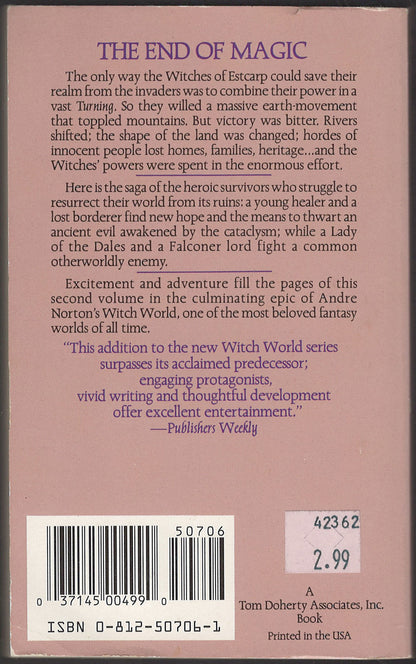 THE END OF MAGIC
The only way the Witches of Estcarp could save their
realm from the invaders was to combine their power in a
vast Turning. So they willed a massive earth-movement
that toppled mountains. But victory was bitter. Rivers
shifted; the shape of the land was changed; hordes of
innocent people lost homes, families, heritage...and the
Witches' powers were spent in the enormous effort.
Here is the saga of the heroic survivors who struggle to
resurrect their world from its ruins: a young healer and a
lost borderer find new hope and the means to thwart an
ancient evil awakened by the cataclysm; while a Lady
of the Dales and a Falconer lord fight a common
otherworldly enemy.
Excitement and adventure fill the pages of this
second volume in the culminating epic of Andre
Norton's Witch World, one of the most beloved fantasy
worlds of all time.
"This addition to the new Witch World series
surpasses its acclaimed predecessor;
engaging protagonists,
vivid writing and thoughtful development
offer excellent entertainment."
—Publishers Weekly
50706
0 37145 00499 0
ISBN 0-812-50706-1
42362
2.99
A
Tom Doherty Associates, Inc.
Book
Printed in the USA